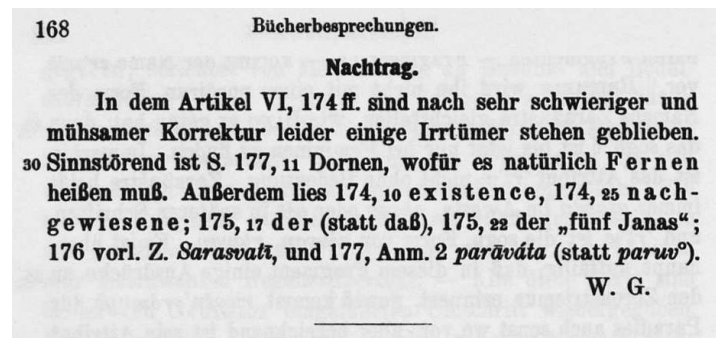 168 Bücherbesprechungen.
Nachtrag.
In dem Artikel VI, 174 ff. sind nach sehr schwieriger und
mühsamer Korrektur leider einige Irrtümer stehen geblieben.
30 Sinnstörend ist S. 177, 11 Dornen, wofür es natürlich Fernen
heißen muß. Außerdem lies 174, 10 existence, 174, 25 nach-
gewiesene; 175, 17 der (statt daß), 175, 22 der „fünf Janas“;
176 vorl. Z. Sarasvatī, und 177, Anm. 2 parāváta (statt paruv°).
W. G.